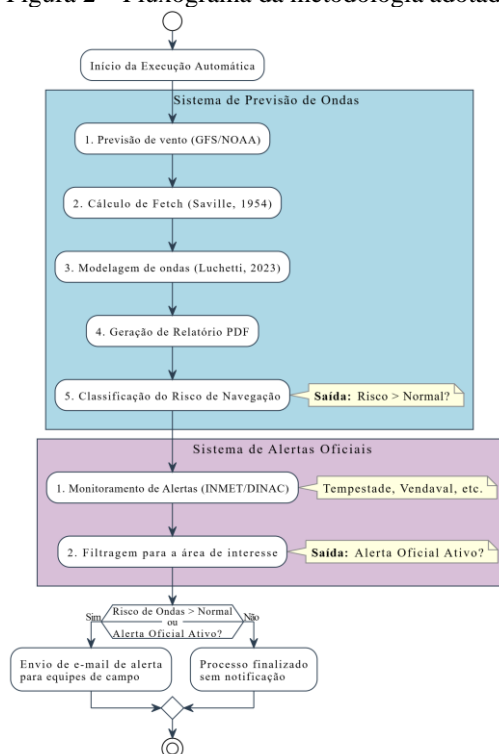 Figura 2 – Fluxograma da metodologia adotad
Início da Execução Automática
Sistema de Previsão de Ondas
1. Previsão de vento (GFS/NOAA)
2. Cálculo de Fetch (Saville, 1954)
3. Modelagem de ondas (Luchetti, 2023)
4. Geração de Relatório PDF
5. Classificação do Risco de Navegação
Saída: Risco > Normal?
Sistema de Alertas Oficiais
1. Monitoramento de Alertas (INMET/DINAC)
Tempestade, Vendaval, etc.
2. Filtragem para a área de interesse
Saída: Alerta Oficial Ativo?
Risco de Ondas > Normal
ou
Alerta Oficial Ativo?
Sim
Não
Envio de e-mail de alerta
para equipes de campo
Processo finalizado
sem notificação